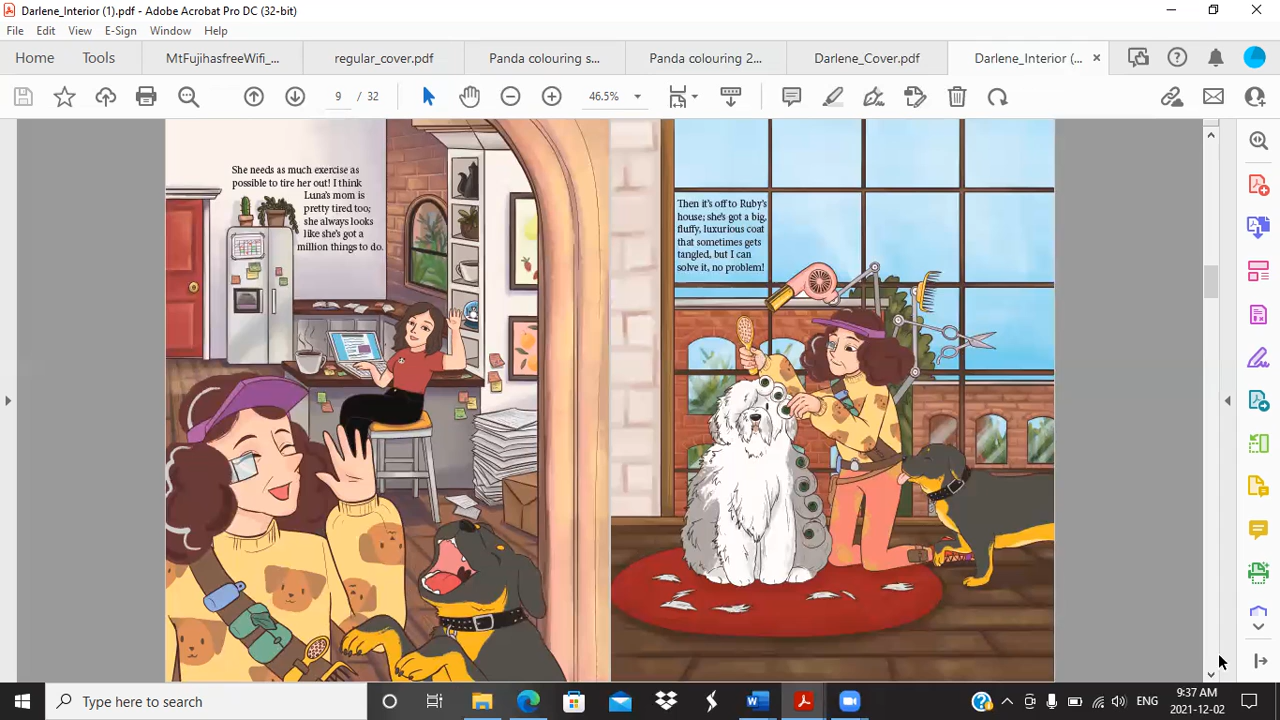 Darlene_Interior (1).pdf - Adobe Acrobat Pro DC (32-bit)
File Edit View E-Sign Window Help
Home Tools MtFujihasfreeWifi_... regular_cover.pdf Panda colouring s... Panda colouring 2... Darlene_Cover.pdf Darlene_Interior (...
9 / 32 46.5%
She needs as much exercise as
possible to tire her out! I think
Luna's mom is
pretty tired too;
she always looks
like she's got a
million things to do.
Then it's off to Ruby's
house; she's got a big,
fluffy, luxurious coat
that sometimes gets
tangled, but I can
solve it, no problem!
Type here to search
ENG
9:37 AM
2021-12-02